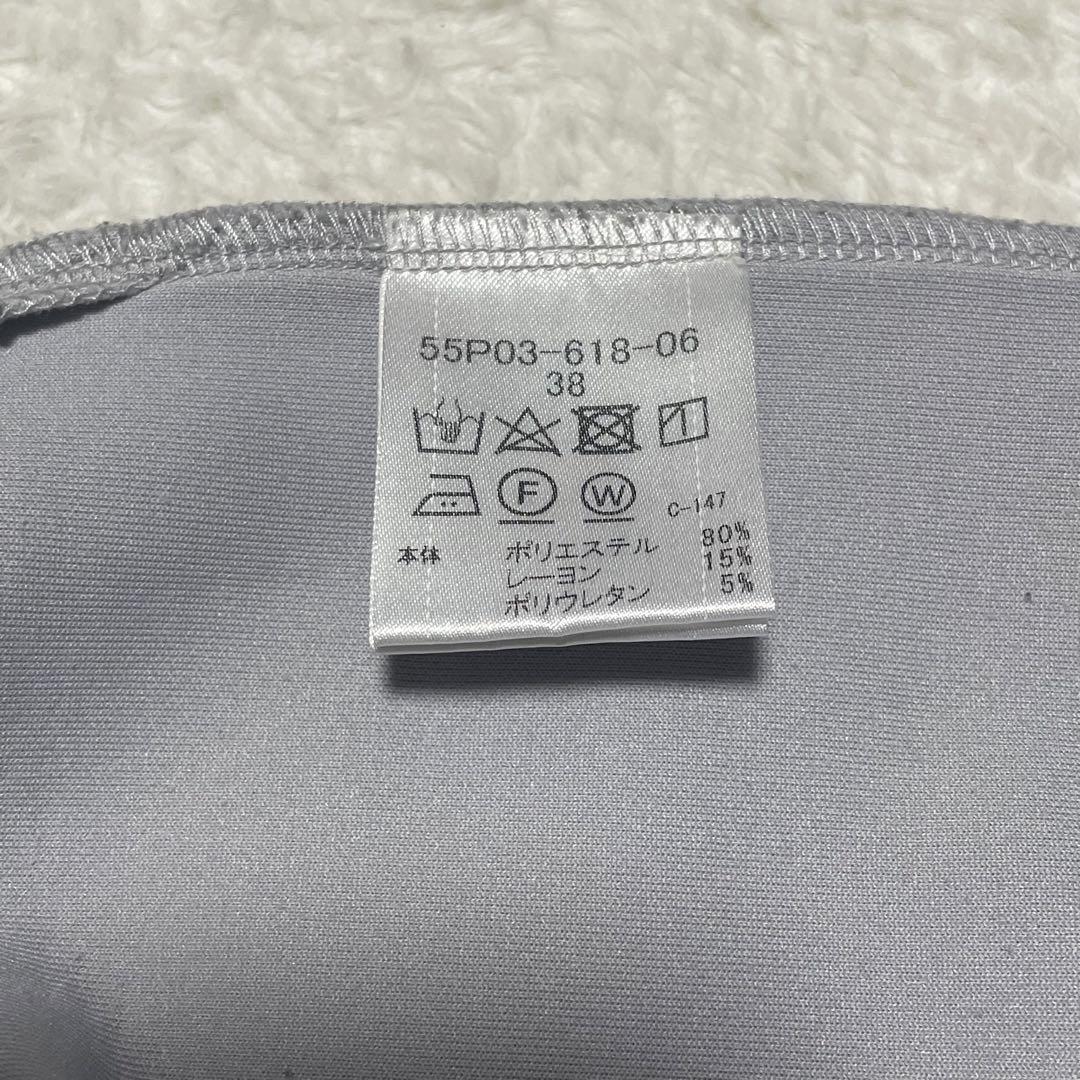 55P03-618-06
38
F W C-147
本体 ポリエステル 80%
レーヨン 15%
ポリウレタン 5%